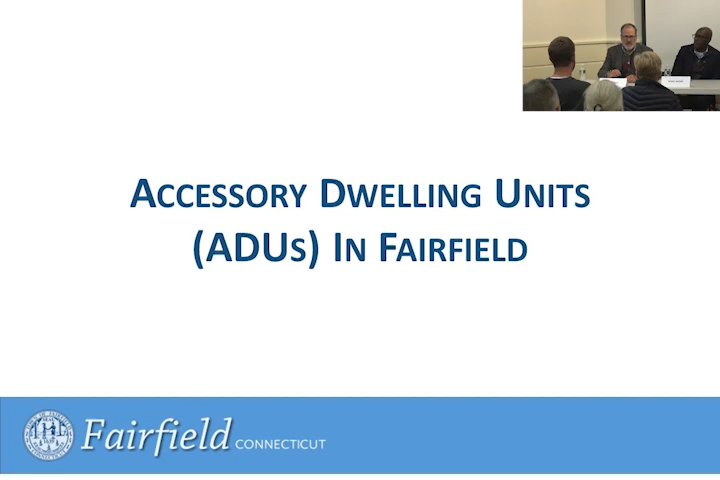 ACCESSORY DWELLING UNITS
(ADUS) IN FAIRFIELD
Fairfield CONNECTICUT